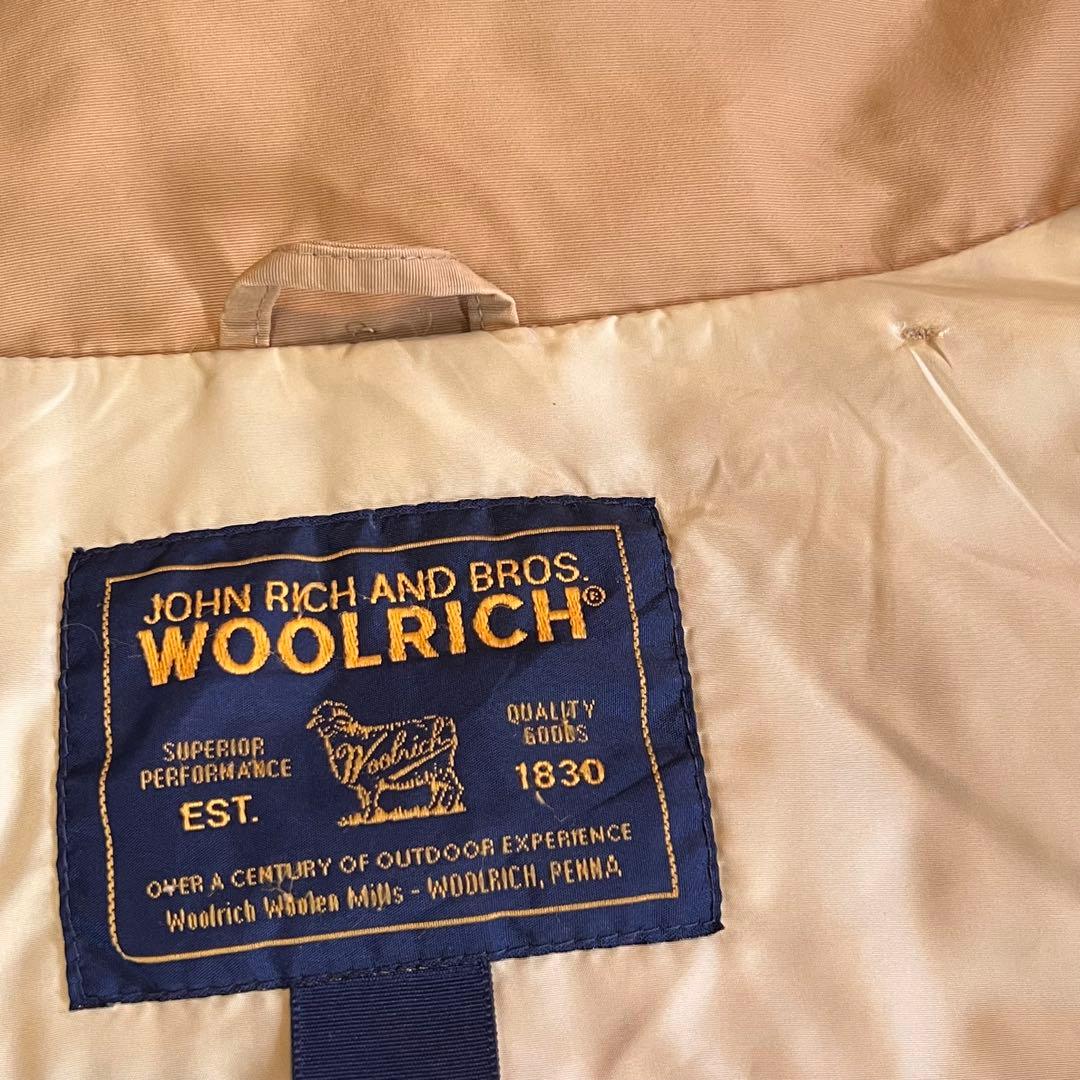 JOHN RICH AND BROS.
WOOLRICH®
SUPERIOR
PERFORMANCE
EST.
Woolrich
QUALITY
GOODS
1830
OVER A CENTURY OF OUTDOOR EXPERIENCE
Woolrich Woolen Mills - WOOLRICH, PENNA